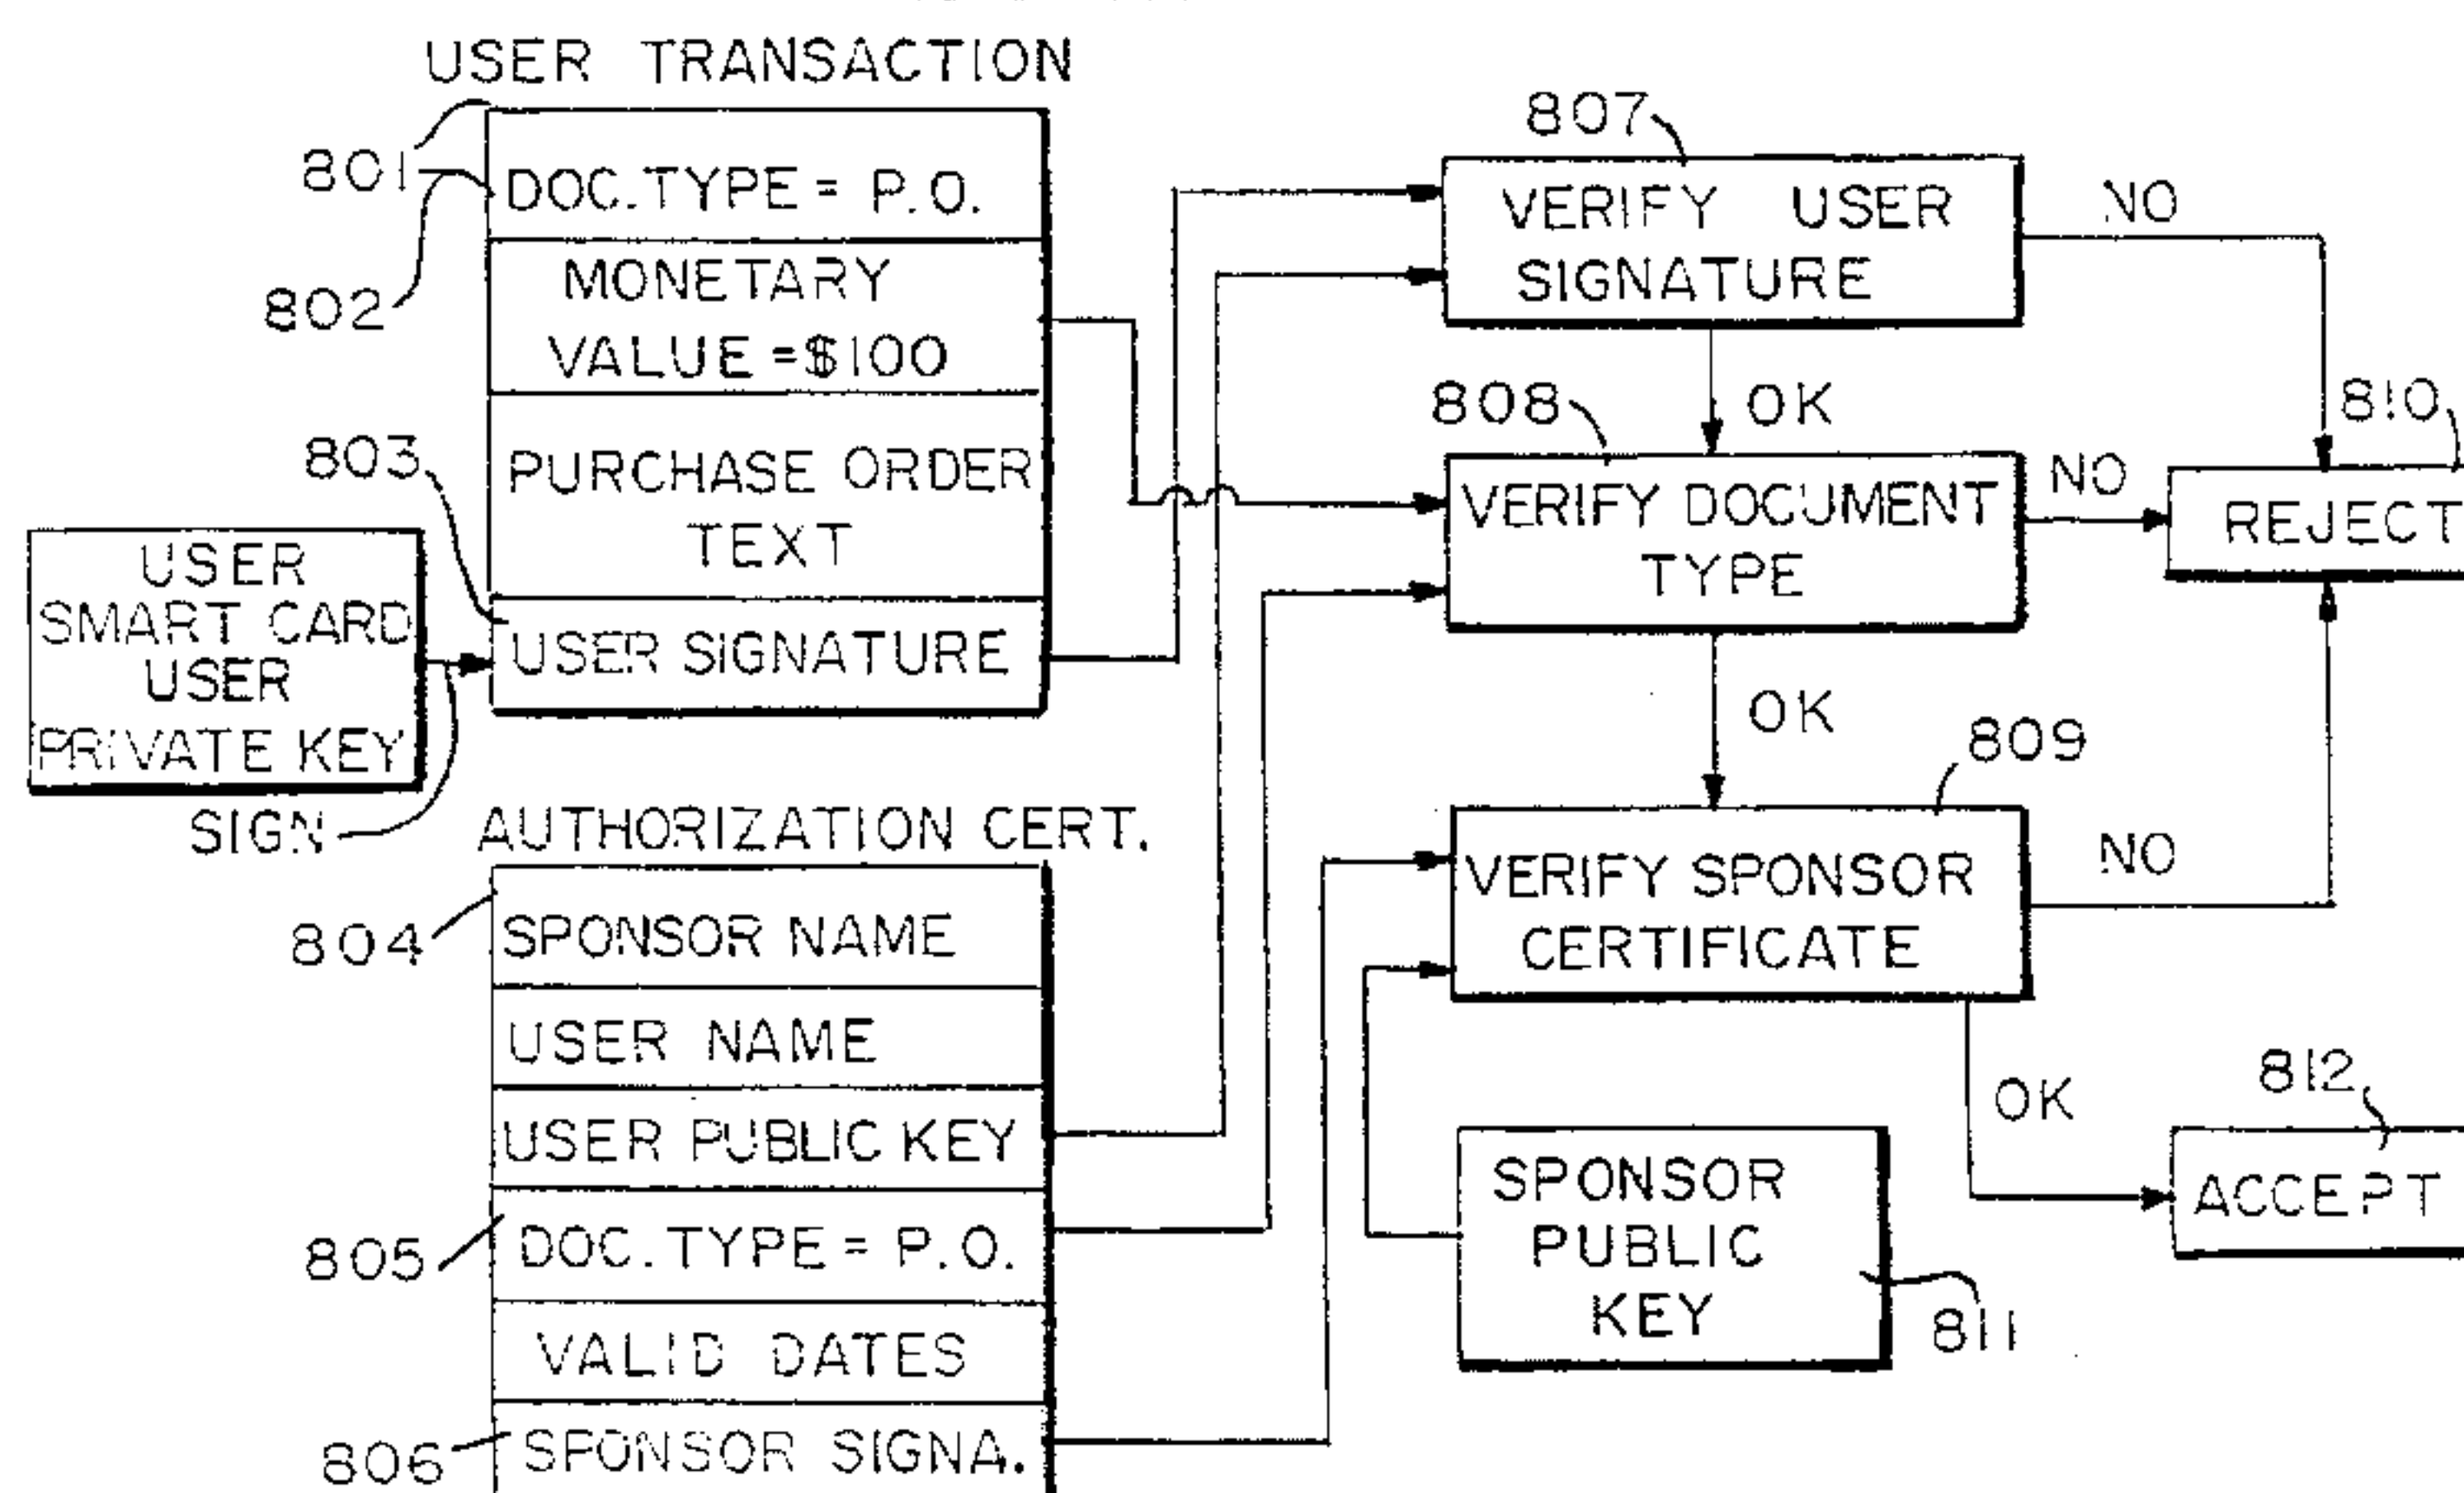 USER TRANSACTION
801
802
DOC. TYPE = P.O.
MONETARY
VALUE = $100
803
PURCHASE ORDER
TEXT
USER SIGNATURE
USER
SMART CARD
USER
PRIVATE KEY
SIGN
AUTHORIZATION CERT.
804
SPONSOR NAME
USER NAME
USER PUBLIC KEY
805
DOC. TYPE = P.O.
VALID DATES
806
SPONSOR SIGNA.
807
VERIFY USER
SIGNATURE
NO
OK
808
VERIFY DOCUMENT
TYPE
NO
810
REJECT
OK
809
VERIFY SPONSOR
CERTIFICATE
NO
OK
SPONSOR
PUBLIC
KEY
811
812
ACCEPT